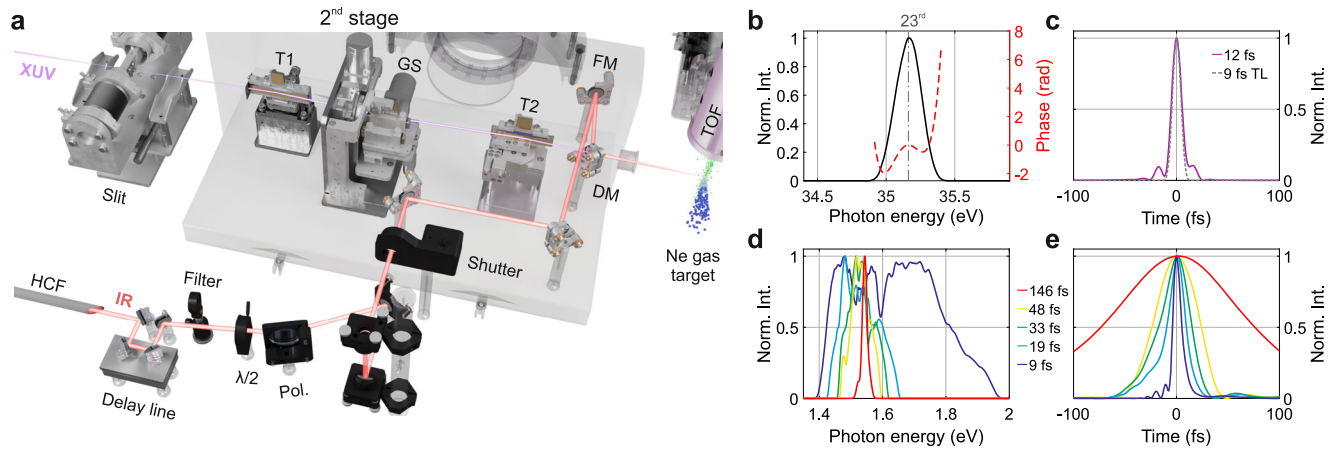 a
2nd stage
XUV
T1
GS
FM
T2
TOF
DM
Slit
Ne gas
target
Shutter
HCF
IR
Filter
λ/2
Pol.
Delay line
b
23rd
Norm. Int.
1
0.8
0.6
0.4
0.2
0
34.5
35
35.5
Photon energy (eV)
8
6
4
2
0
-2
Phase (rad)
c
12 fs
9 fs TL
1
0.5
0
Norm. Int.
-100
0
100
Time (fs)
d
Norm. Int.
1
0.5
0
1.4
1.6
1.8
2
Photon energy (eV)
146 fs
48 fs
33 fs
19 fs
9 fs
e
1
0.5
0
Norm. Int.
-100
0
100
Time (fs)